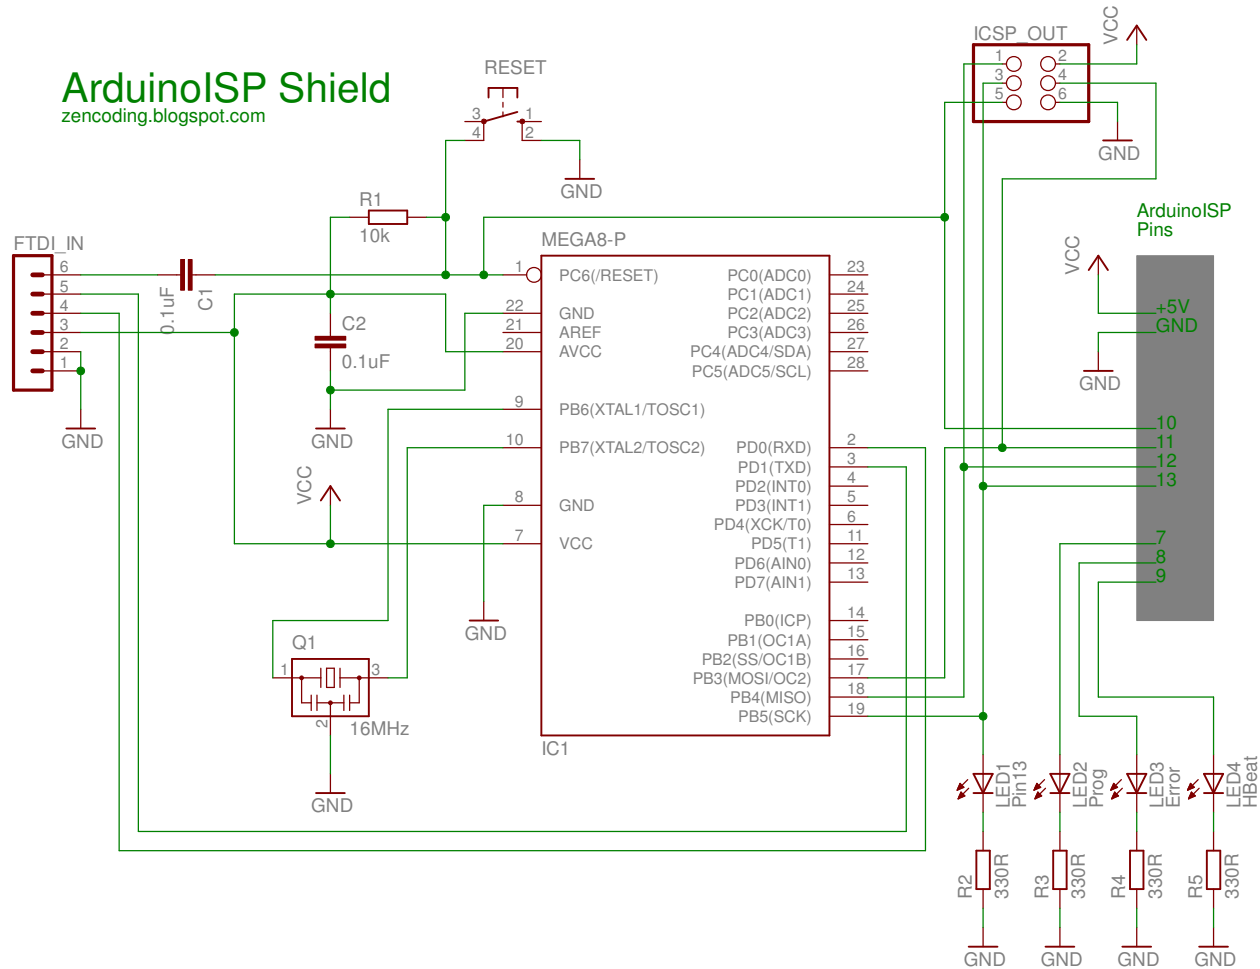 ArduinoISP Shield
zencoding.blogspot.com
RESET
3
1
4
2
GND
ICSP_OUT
1
2
3
4
5
6
VCC
GND
R1
10k
FTDI_IN
6
5
4
3
2
1
GND
0.1uF
C1
C2
0.1uF
GND
VCC
MEGA8-P
1 PC6(/RESET)
22 GND
21 AREF
20 AVCC
9 PB6(XTAL1/TOSC1)
10 PB7(XTAL2/TOSC2)
8 GND
7 VCC
PC0(ADC0) 23
PC1(ADC1) 24
PC2(ADC2) 25
PC3(ADC3) 26
PC4(ADC4/SDA) 27
PC5(ADC5/SCL) 28
PD0(RXD) 2
PD1(TXD) 3
PD2(INT0) 4
PD3(INT1) 5
PD4(XCK/T0) 6
PD5(T1) 11
PD6(AIN0) 12
PD7(AIN1) 13
PB0(ICP) 14
PB1(OC1A) 15
PB2(SS/OC1B) 16
PB3(MOSI/OC2) 17
PB4(MISO) 18
PB5(SCK) 19
IC1
GND
Q1
1
3
2
16MHz
GND
ArduinoISP
Pins
VCC
+5V
GND
GND
10
11
12
13
7
8
9
LED1
Pin13
LED2
Prog
LED3
Error
LED4
HBeat
R2
330R
R3
330R
R4
330R
R5
330R
GND
GND
GND
GND